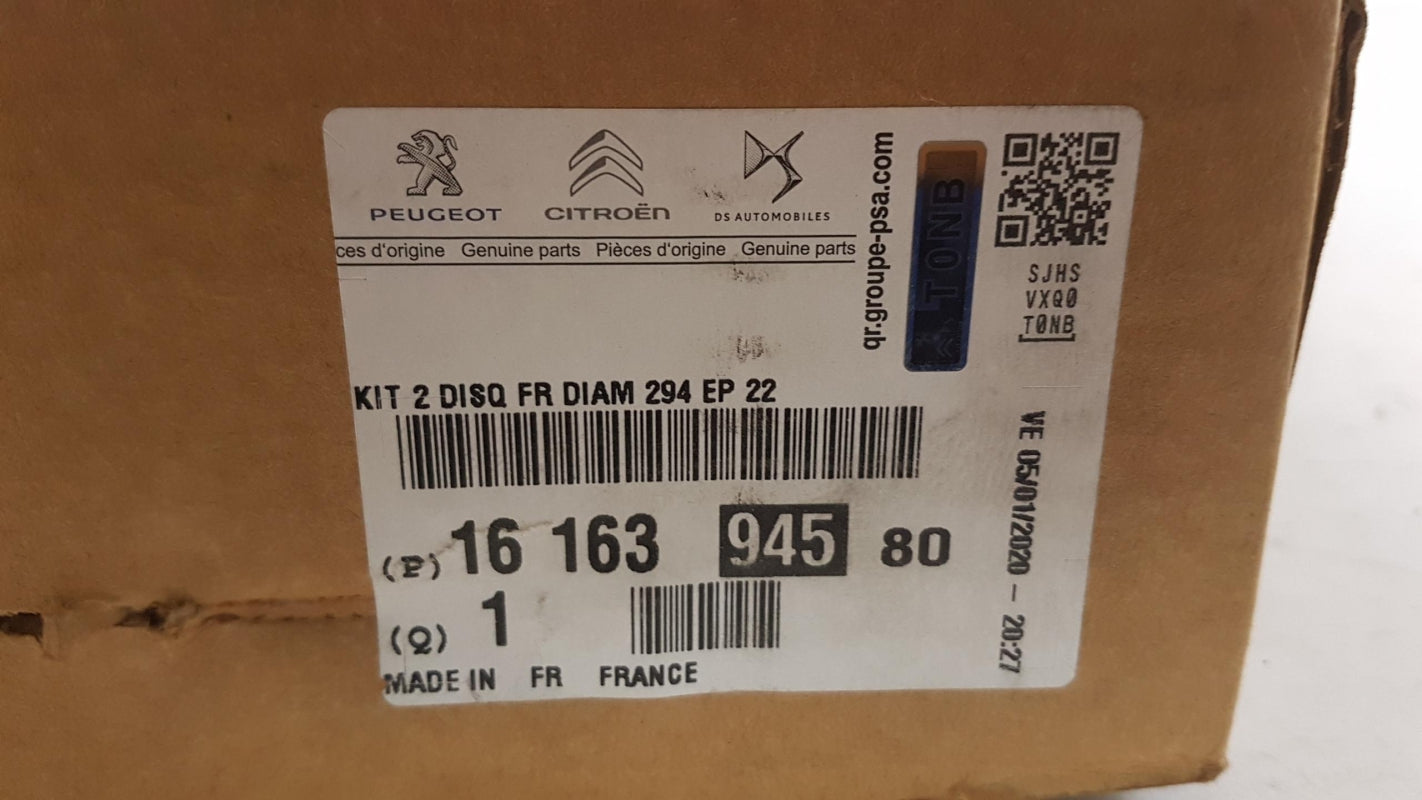 PEUGEOT
CITROËN
DS AUTOMOBILES
ces d'origine Genuine parts Pièces d'origine Genuine parts
qr.groupe-psa.com
T0NB
SJHS
VXQ0
T0NB
KIT 2 DISQ FR DIAM 294 EP 22
(P) 16 163 945 80
(Q) 1
MADE IN FR FRANCE
VE 05/01/2020 - 20:27